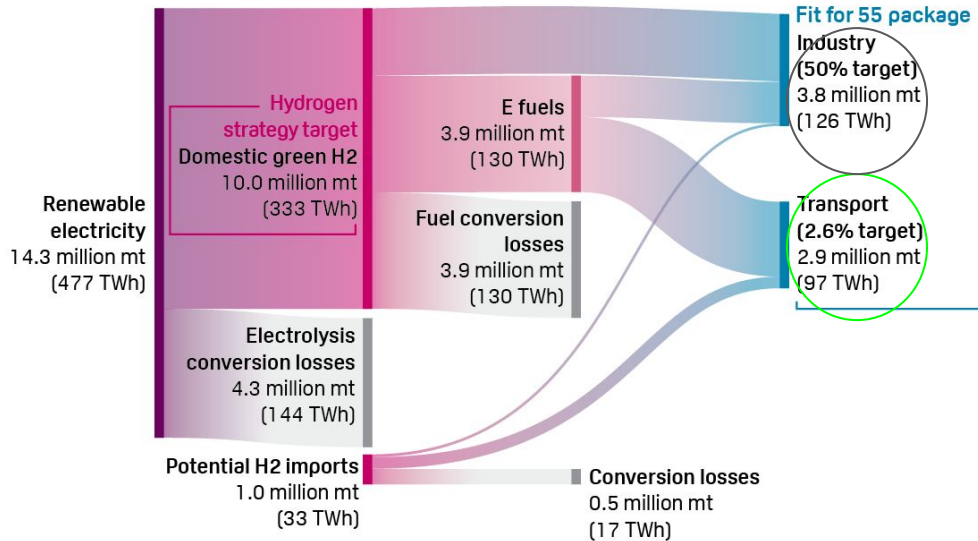 Fit for 55 package
Industry
(50% target)
3.8 million mt
(126 TWh)
Hydrogen
strategy target
Domestic green H2
10.0 million mt
(333 TWh)
E fuels
3.9 million mt
(130 TWh)
Renewable
electricity
14.3 million mt
(477 TWh)
Fuel conversion
losses
3.9 million mt
(130 TWh)
Transport
(2.6% target)
2.9 million mt
(97 TWh)
Electrolysis
conversion losses
4.3 million mt
(144 TWh)
Potential H2 imports
1.0 million mt
(33 TWh)
Conversion losses
0.5 million mt
(17 TWh)